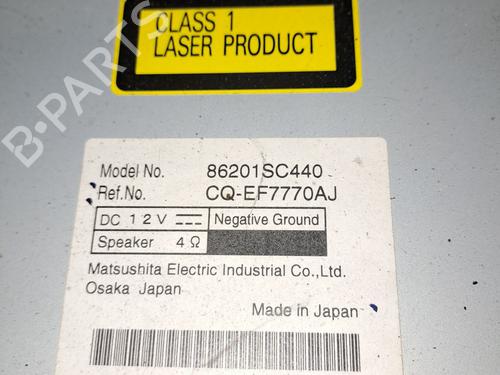 CLASS 1
LASER PRODUCT
B-PARTS
Model No. 86201SC440
Ref.No. CQ-EF7770AJ
DC 12V Negative Ground
Speaker 4Ω
Matsushita Electric Industrial Co.,Ltd.
Osaka Japan
Made in Japan